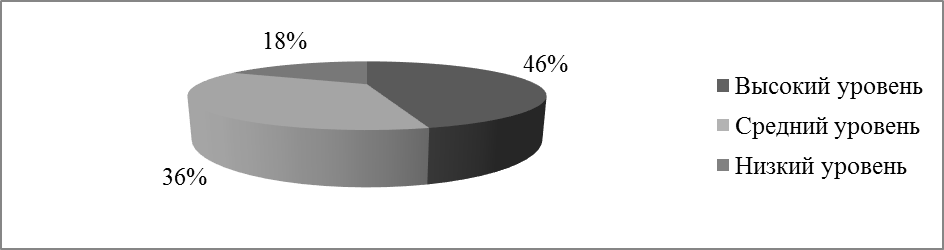 18%
46%
36%
Высокий уровень
Средний уровень
Низкий уровень